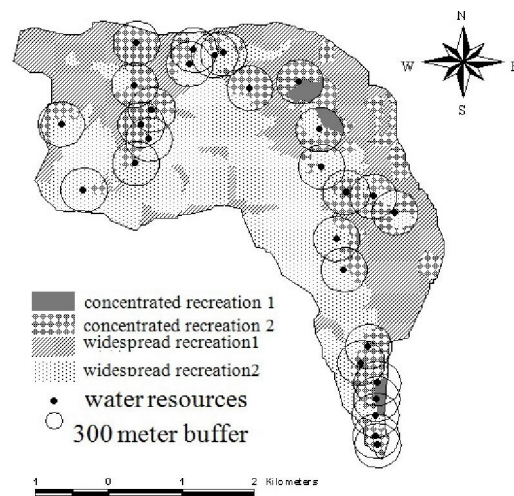 N
W E
S
concentrated recreation 1
concentrated recreation 2
widespread recreation1
widespread recreation2
water resources
300 meter buffer
1 0 1 2 Kilometers